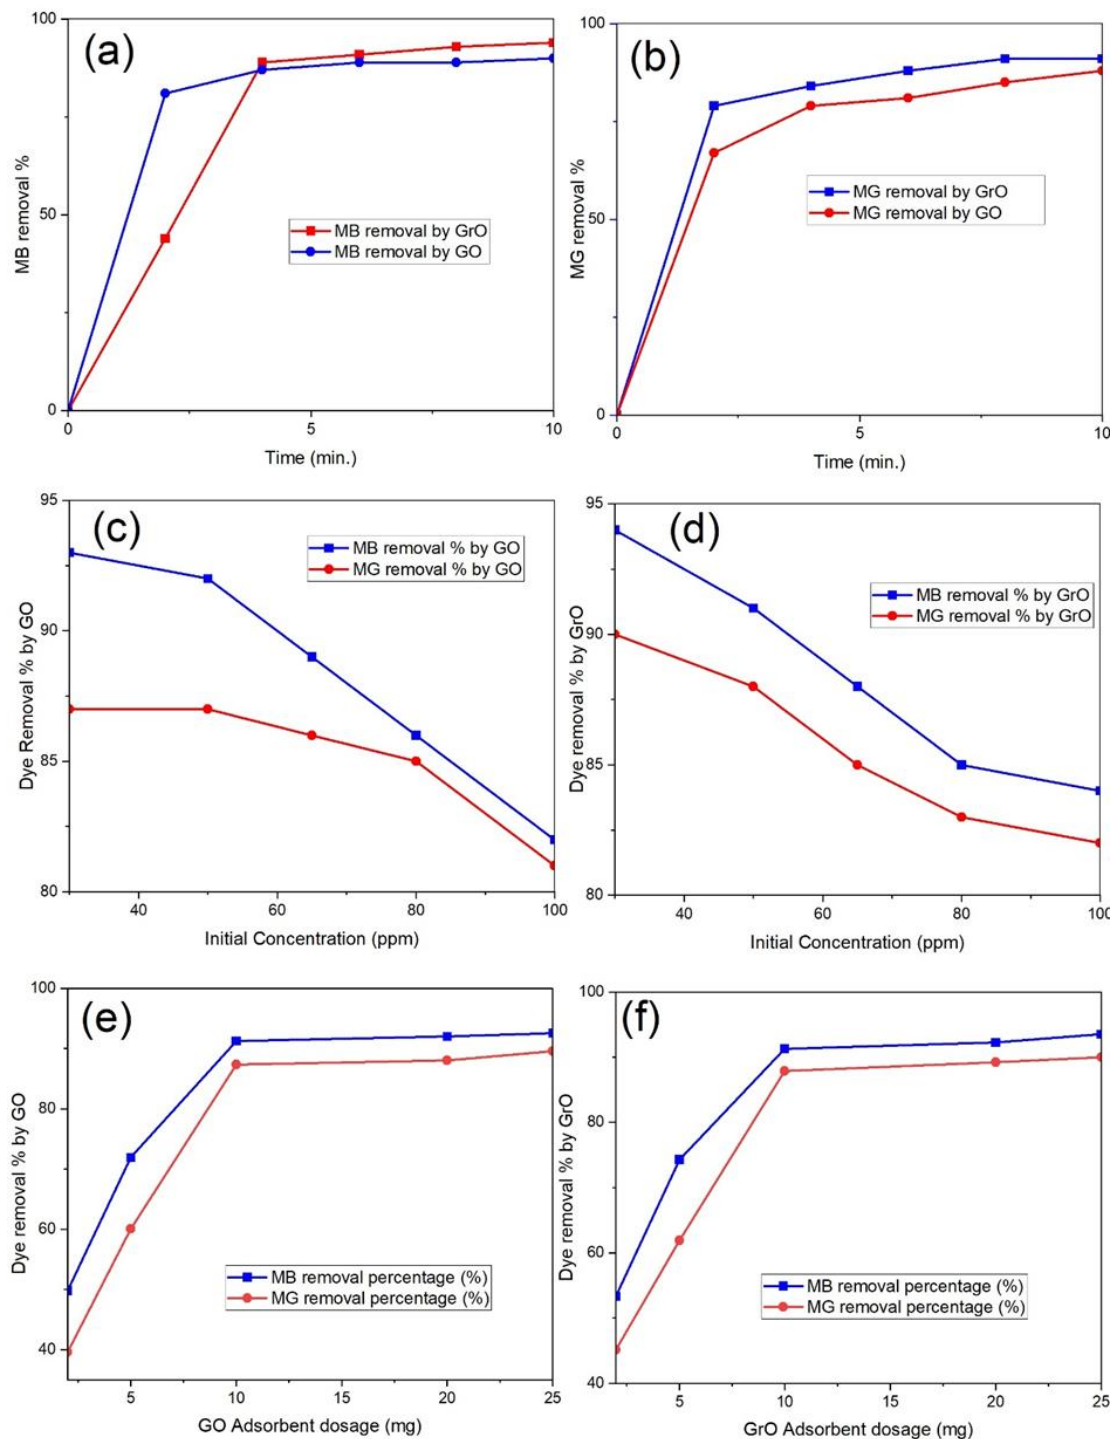 (a)
100
50
0
MB removal %
MB removal by GrO
MB removal by GO
0 5 10
Time (min.)
(b)
100
50
0
MG removal %
MG removal by GrO
MG removal by GO
0 5 10
Time (min.)
(c)
95
90
85
80
Dye Removal % by GO
MB removal % by GO
MG removal % by GO
40 60 80 100
Initial Concentration (ppm)
(d)
95
90
85
80
Dye removal % by GrO
MB removal % by GrO
MG removal % by GrO
40 60 80 100
Initial Concentration (ppm)
(e)
100
80
60
40
Dye removal % by GO
MB removal percentage (%)
MG removal percentage (%)
5 10 15 20 25
GO Adsorbent dosage (mg)
(f)
100
80
60
40
Dye removal % by GrO
MB removal percentage (%)
MG removal percentage (%)
5 10 15 20 25
GrO Adsorbent dosage (mg)